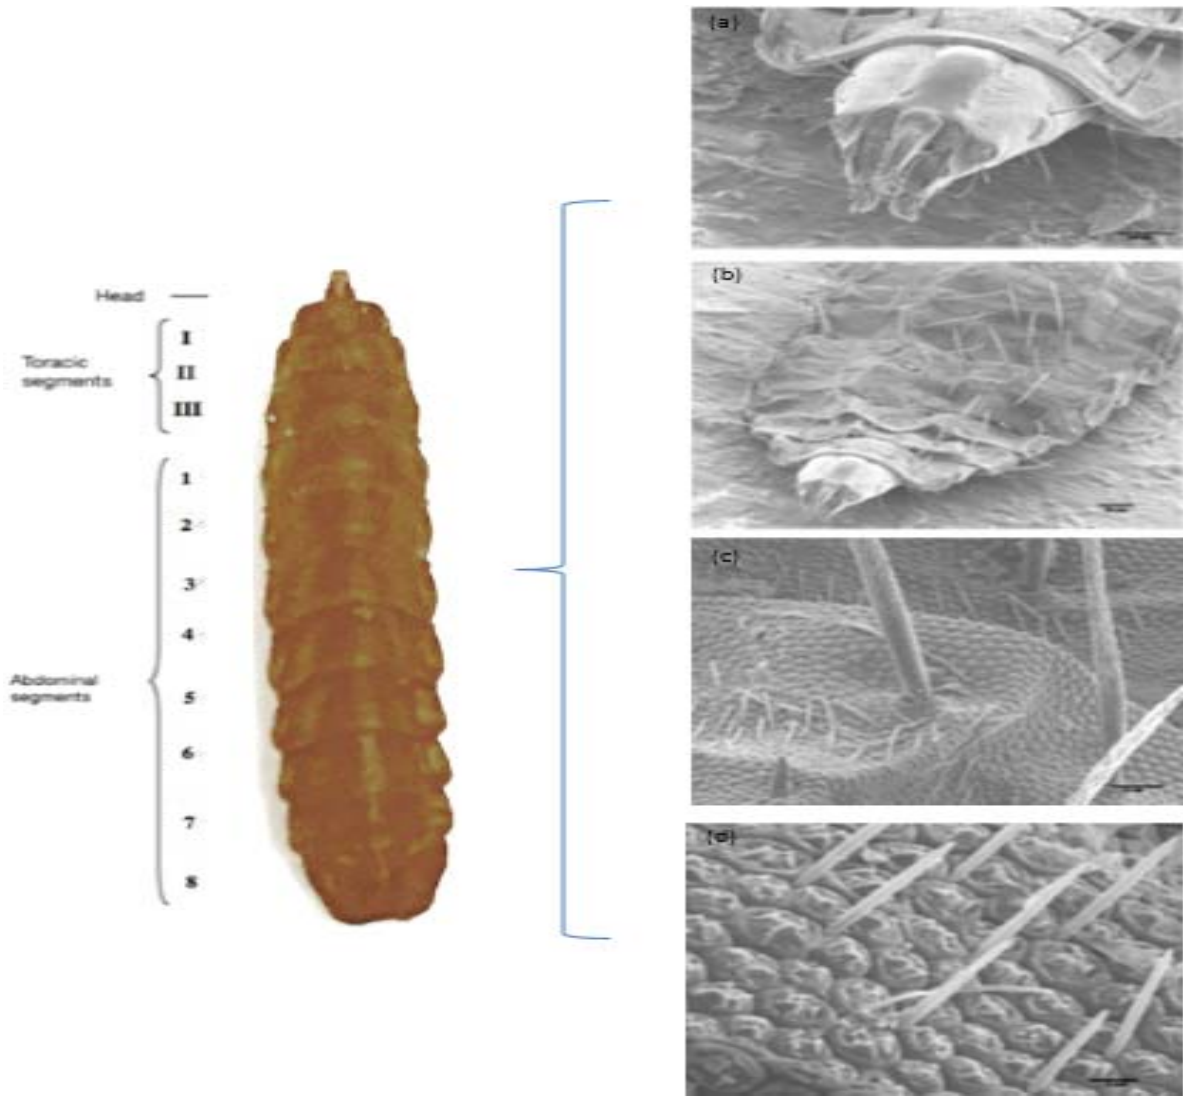 Head
Toracic
segments
I
II
III
Abdominal
segments
1
2
3
4
5
6
7
8
(a)
(b)
(c)
(d)